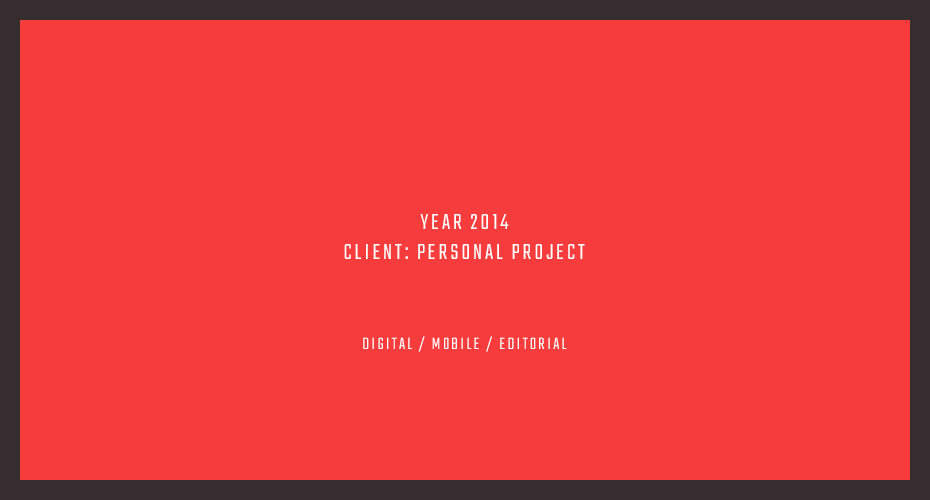 YEAR 2014
CLIENT: PERSONAL PROJECT
DIGITAL / MOBILE / EDITORIAL